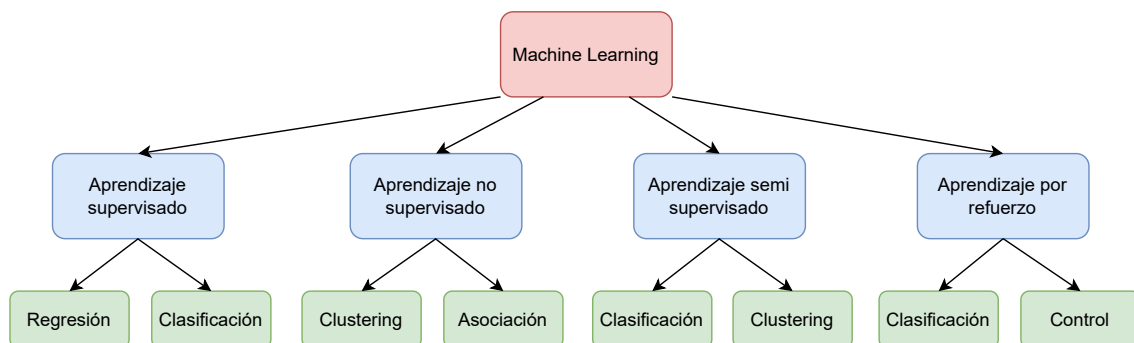 Machine Learning
Aprendizaje
supervisado
Aprendizaje no
supervisado
Aprendizaje semi
supervisado
Aprendizaje por
refuerzo
Regresión
Clasificación
Clustering
Asociación
Clasificación
Clustering
Clasificación
Control